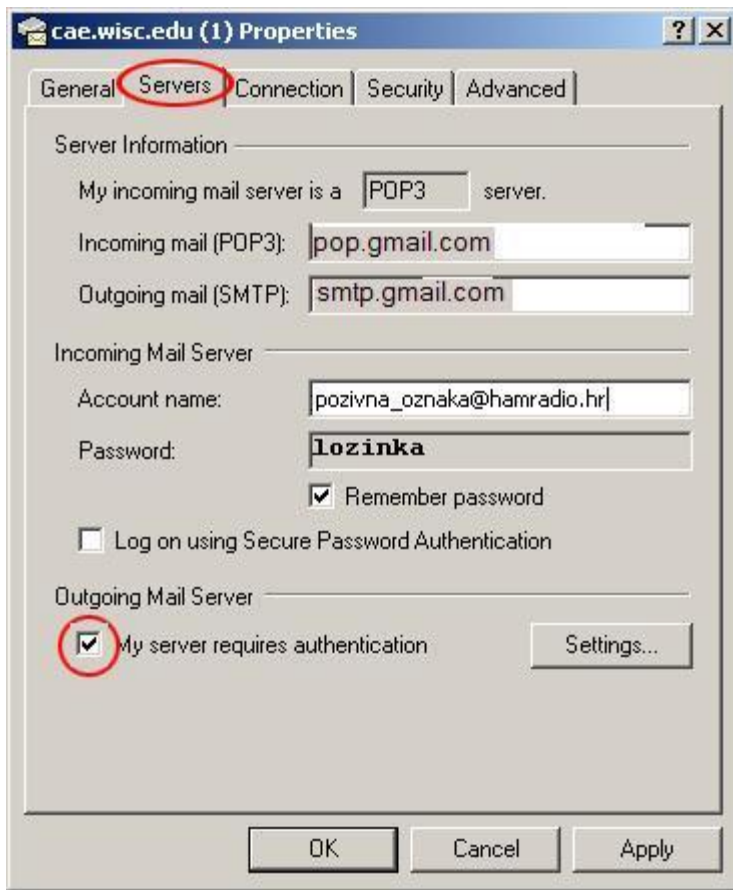 cae.wisc.edu (1) Properties
General Servers Connection Security Advanced
Server Information
My incoming mail server is a POP3 server.
Incoming mail (POP3): pop.gmail.com
Outgoing mail (SMTP): smtp.gmail.com
Incoming Mail Server
Account name: pozivna_oznaka@hamradio.hr
Password: lozinka
Remember password
Log on using Secure Password Authentication
Outgoing Mail Server
My server requires authentication Settings...
OK Cancel Apply